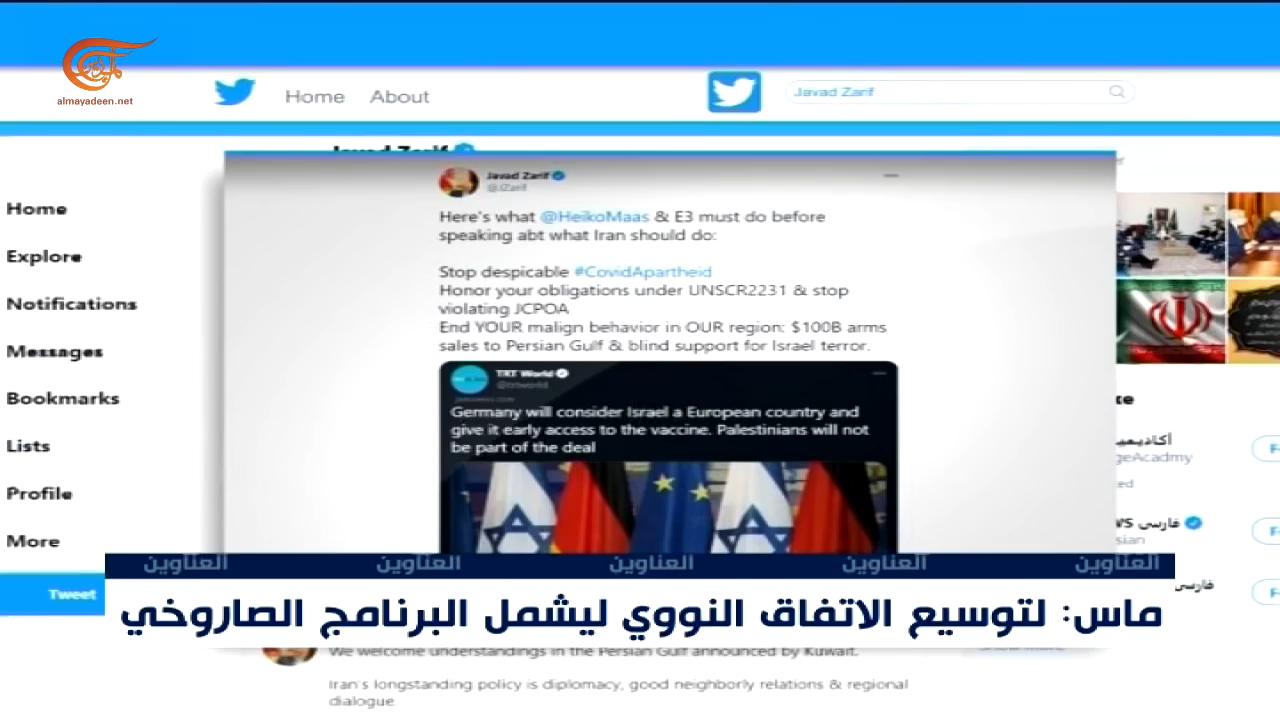 almayadeen.net
Home About
Javad Zarif
Javad Zarif
Home
Explore
Notifications
Messages
Bookmarks
Lists
Profile
More
Tweet
Javad Zarif
@JZarif
Here's what @HeikoMaas & E3 must do before
speaking abt what Iran should do:
Stop despicable #CovidApartheid
Honor your obligations under UNSCR2231 & stop
violating JCPOA
End YOUR malign behavior in OUR region: $100B arms
sales to Persian Gulf & blind support for Israel terror.
TRT World
@trtworld
Germany will consider Israel a European country and
give it early access to the vaccine. Palestinians will not
be part of the deal
geAcadmy
فارسی
العناوين العناوين العناوين العناوين العناوين
ماس: لتوسيع الاتفاق النووي ليشمل البرنامج الصاروخي
We welcome understandings in the Persian Gulf announced by Kuwait.
Iran's longstanding policy is diplomacy, good neighborly relations & regional
dialogue